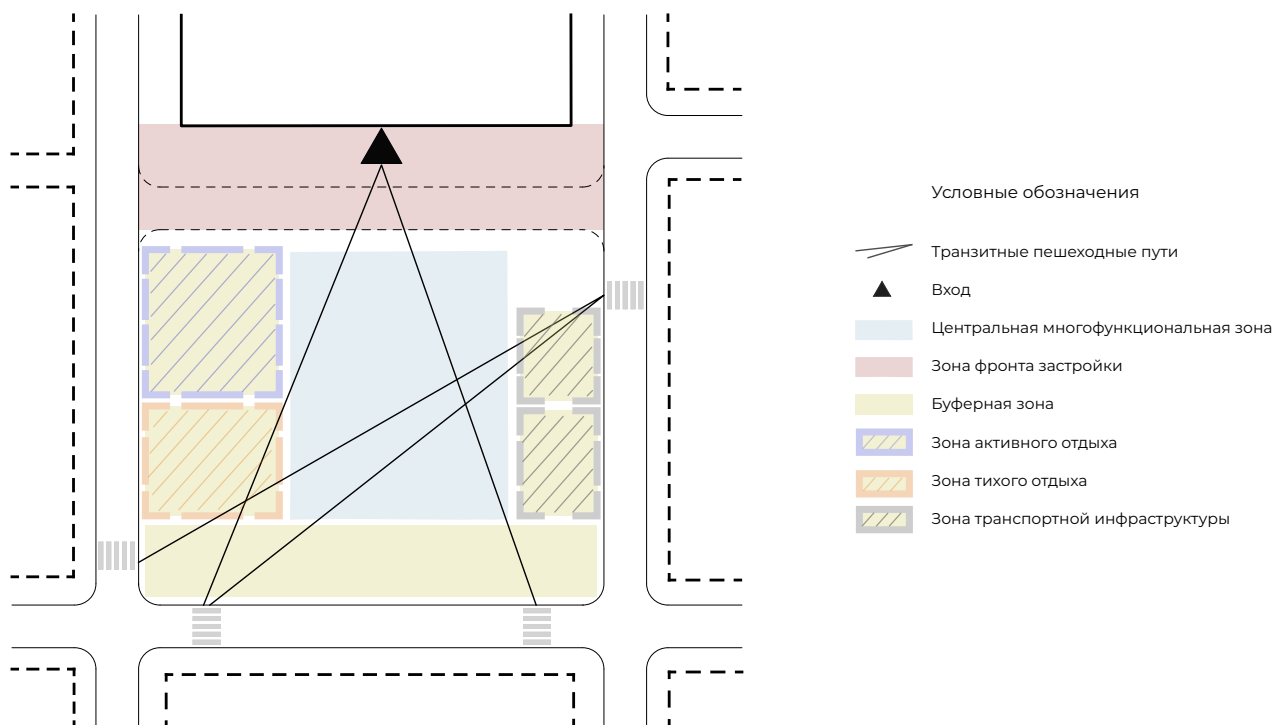 Условные обозначения
Транзитные пешеходные пути
Вход
Центральная многофункциональная зона
Зона фронта застройки
Буферная зона
Зона активного отдыха
Зона тихого отдыха
Зона транспортной инфраструктуры